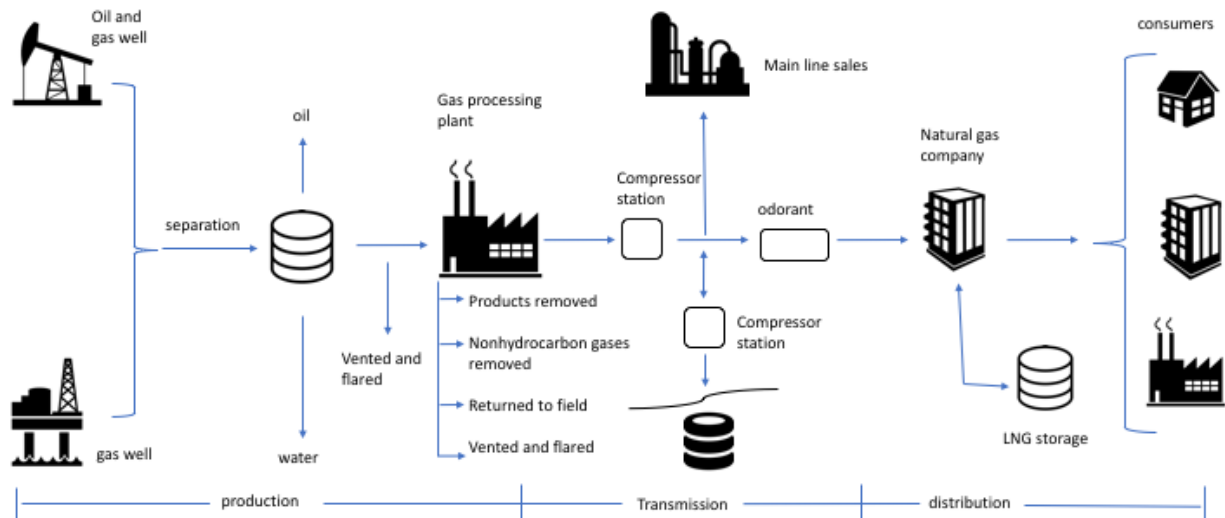 Oil and
gas well
consumers
Main line sales
Gas processing
plant
oil
Natural gas
company
Compressor
station
odorant
separation
Products removed
Compressor
station
Nonhydrocarbon gases
removed
Vented and
flared
Returned to field
Vented and flared
LNG storage
gas well
water
production
Transmission
distribution